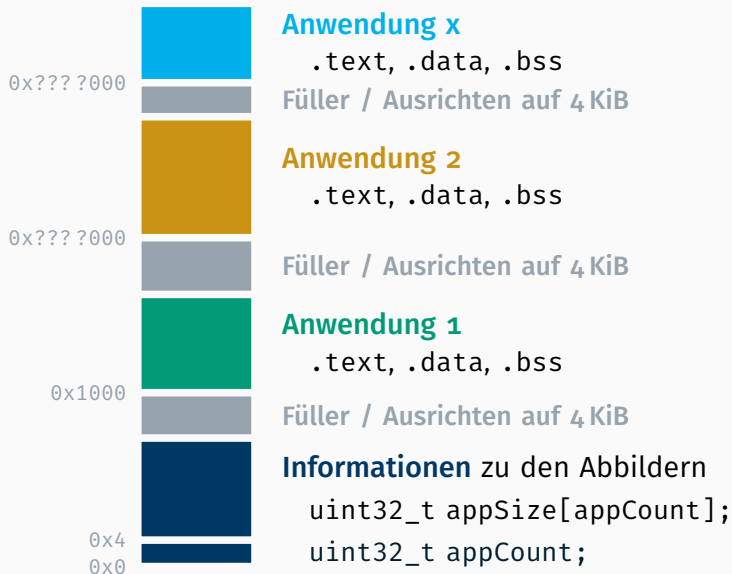 Anwendung x
.text, .data, .bss
0x????000
Füller / Ausrichten auf 4 KiB
Anwendung 2
.text, .data, .bss
0x????000
Füller / Ausrichten auf 4 KiB
Anwendung 1
.text, .data, .bss
0x1000
Füller / Ausrichten auf 4 KiB
Informationen zu den Abbildern
uint32_t appSize[appCount];
0x4
uint32_t appCount;
0x0